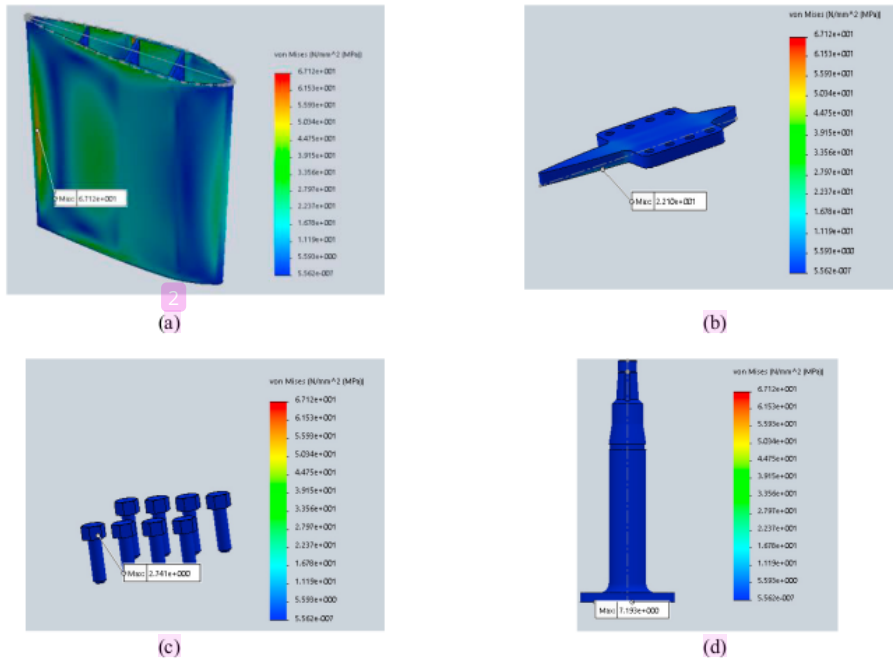 von Mises (N/mm^2 (MPa))
6.712e+001
6.153e+001
5.593e+001
5.034e+001
4.475e+001
3.915e+001
3.356e+001
2.797e+001
2.237e+001
1.678e+001
1.119e+001
5.593e+000
5.562e-007
Max: 6.712e+001
2
(a)
von Mises (N/mm^2 (MPa))
6.712e+001
6.153e+001
5.593e+001
5.034e+001
4.475e+001
3.915e+001
3.356e+001
2.797e+001
2.237e+001
1.678e+001
1.119e+001
5.593e+000
5.562e-007
Max: 2.210e+001
(b)
von Mises (N/mm^2 (MPa))
6.712e+001
6.153e+001
5.593e+001
5.034e+001
4.475e+001
3.915e+001
3.356e+001
2.797e+001
2.237e+001
1.678e+001
1.119e+001
5.593e+000
5.562e-007
Max: 2.741e+000
(c)
von Mises (N/mm^2 (MPa))
6.712e+001
6.153e+001
5.593e+001
5.034e+001
4.475e+001
3.915e+001
3.356e+001
2.797e+001
2.237e+001
1.678e+001
1.119e+001
5.593e+000
5.562e-007
Max: 7.193e+000
(d)